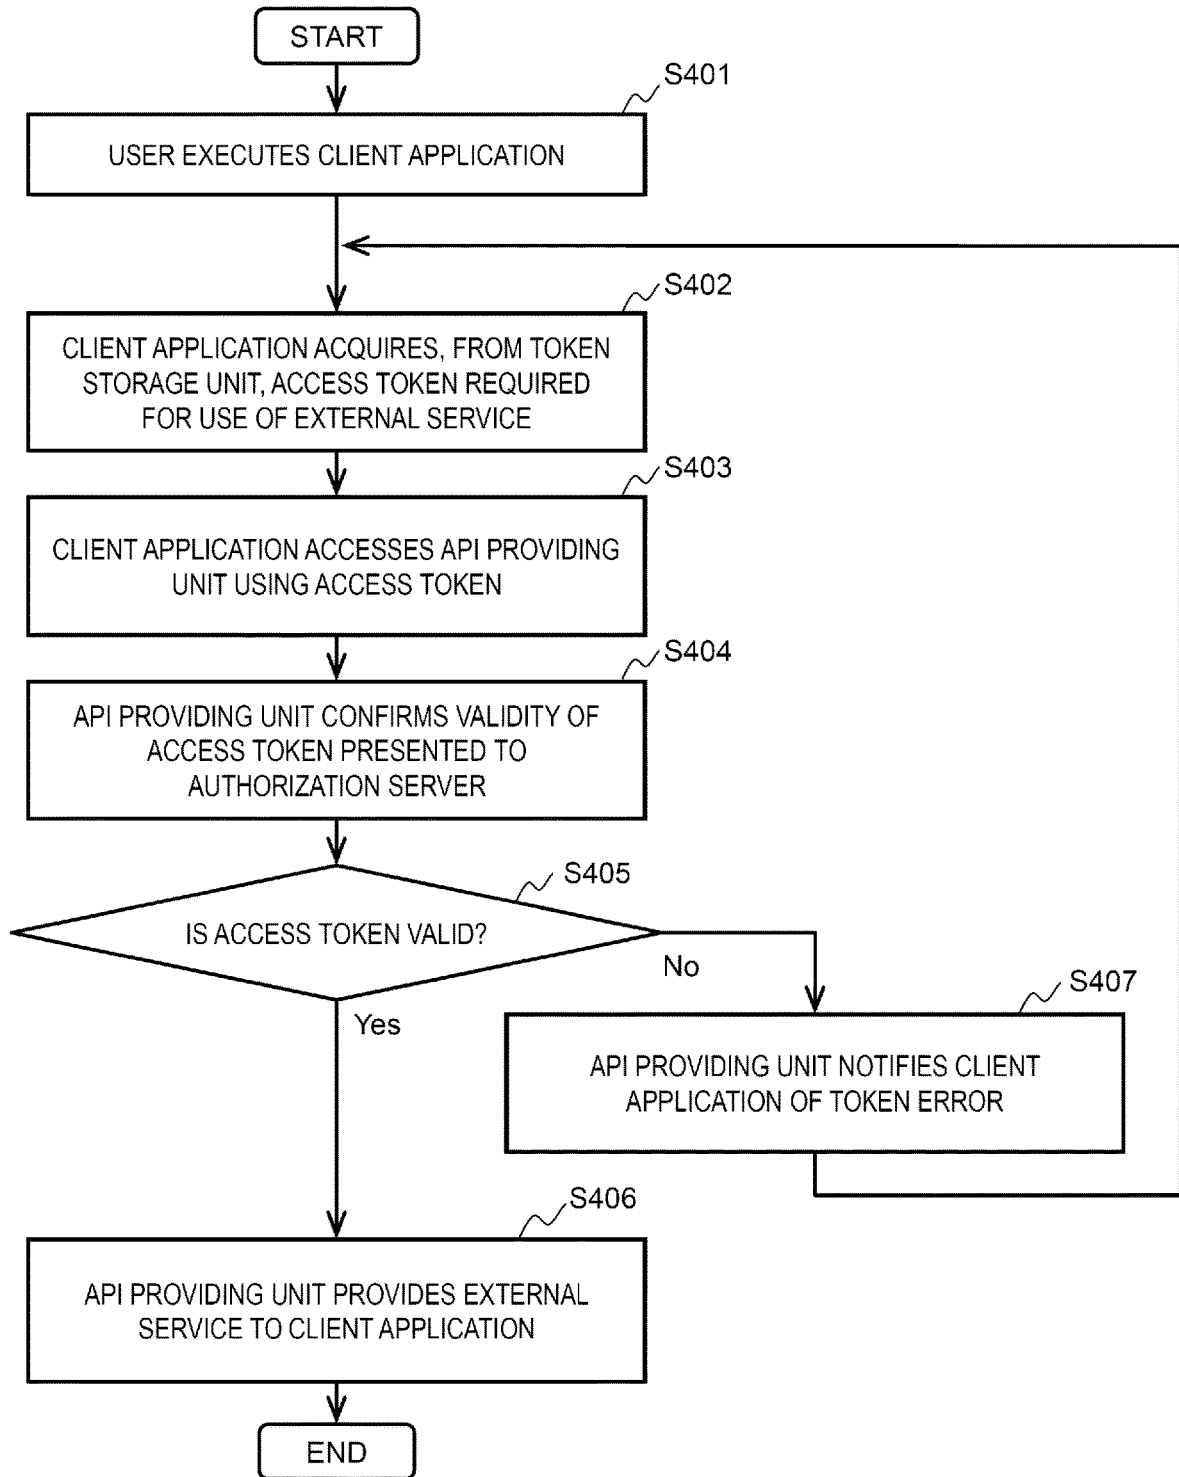 START
S401
USER EXECUTES CLIENT APPLICATION
S402
CLIENT APPLICATION ACQUIRES, FROM TOKEN
STORAGE UNIT, ACCESS TOKEN REQUIRED
FOR USE OF EXTERNAL SERVICE
S403
CLIENT APPLICATION ACCESSES API PROVIDING
UNIT USING ACCESS TOKEN
S404
API PROVIDING UNIT CONFIRMS VALIDITY OF
ACCESS TOKEN PRESENTED TO
AUTHORIZATION SERVER
S405
IS ACCESS TOKEN VALID?
No
Yes
S407
API PROVIDING UNIT NOTIFIES CLIENT
APPLICATION OF TOKEN ERROR
S406
API PROVIDING UNIT PROVIDES EXTERNAL
SERVICE TO CLIENT APPLICATION
END